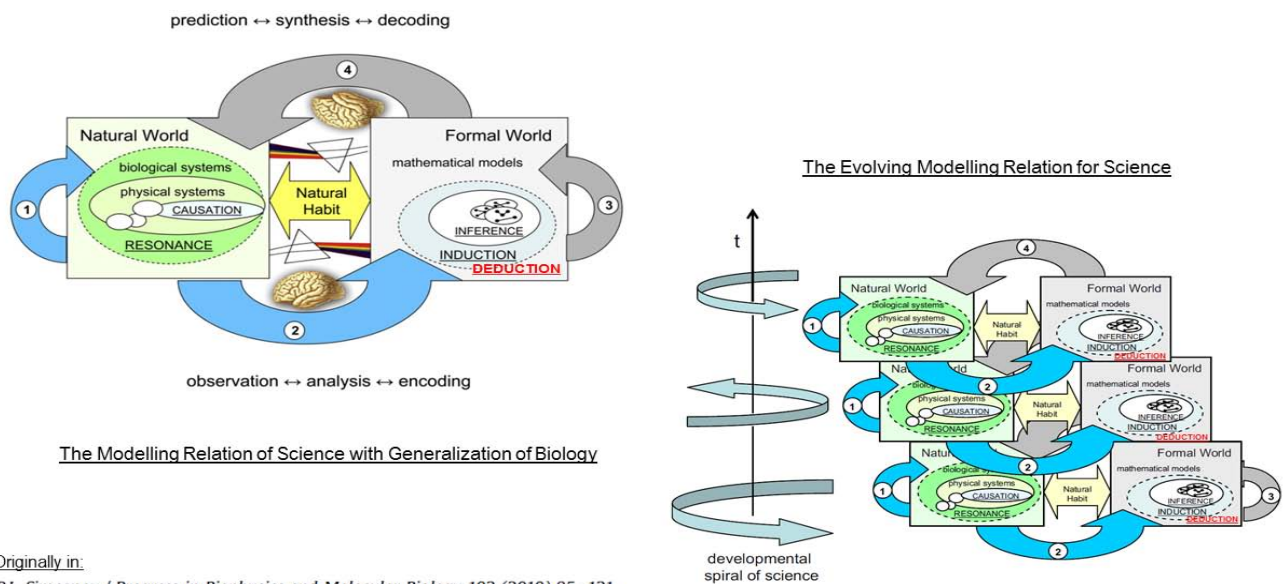 prediction ↔ synthesis ↔ decoding
4
Natural World
Formal World
biological systems
mathematical models
physical systems
Natural
Habit
1
CAUSATION
3
INFERENCE
RESONANCE
INDUCTION
DEDUCTION
2
observation ↔ analysis ↔ encoding
The Modelling Relation of Science with Generalization of Biology
Originally in:
The Evolving Modelling Relation for Science
t
4
Natural World
Formal World
biological systems
mathematical models
physical systems
Natural
Habit
1
CAUSATION
INFERENCE
RESONANCE
INDUCTION
DEDUCTION
2
Formal World
mathematical models
physical systems
Natural
Habit
1
CAUSATION
INFERENCE
RESONANCE
INDUCTION
DEDUCTION
2
Formal World
mathematical models
physical systems
Natural
Habit
1
CAUSATION
3
INFERENCE
RESONANCE
INDUCTION
DEDUCTION
2
developmental
spiral of science